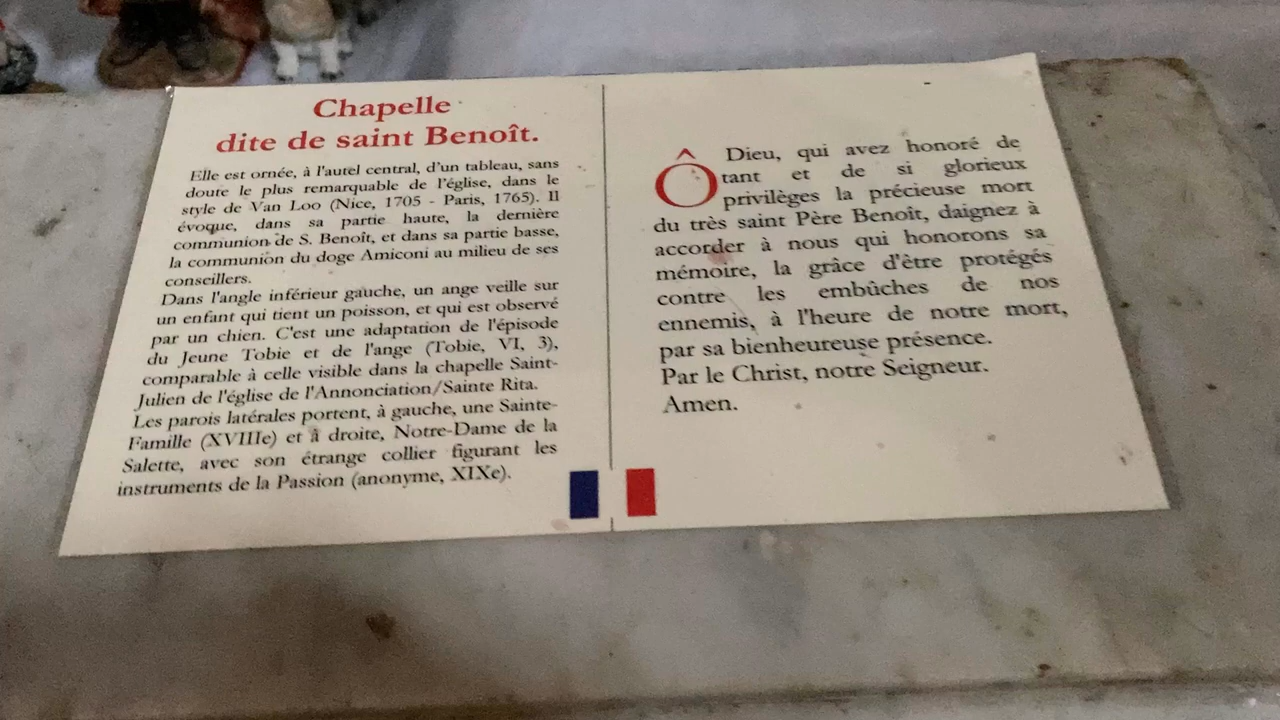 Chapelle
dite de saint Benoît.
Elle est ornée, à l'autel central, d'un tableau, sans
doute le plus remarquable de l'église, dans le
style de Van Loo (Nice, 1705 - Paris, 1765). Il
évoque, dans sa partie haute, la dernière
communion de S. Benoît, et dans sa partie basse,
la communion du doge Amiconi au milieu de ses
conseillers.
Dans l'angle inférieur gauche, un ange veille sur
un enfant qui tient un poisson, et qui est observé
par un chien. C'est une adaptation de l'épisode
du Jeune Tobie et de l'ange (Tobie, VI, 3),
comparable à celle visible dans la chapelle Saint-
Julien de l'église de l'Annonciation/Sainte Rita.
Les parois latérales portent, à gauche, une Sainte-
Famille (XVIIIe) et à droite, Notre-Dame de la
Salette, avec son étrange collier figurant les
instruments de la Passion (anonyme, XIXe).
Ô Dieu, qui avez honoré de
tant et de si glorieux
privilèges la précieuse mort
du très saint Père Benoît, daignez à
accorder à nous qui honorons sa
mémoire, la grâce d'être protégés
contre les embûches de nos
ennemis, à l'heure de notre mort,
par sa bienheureuse présence.
Par le Christ, notre Seigneur.
Amen.